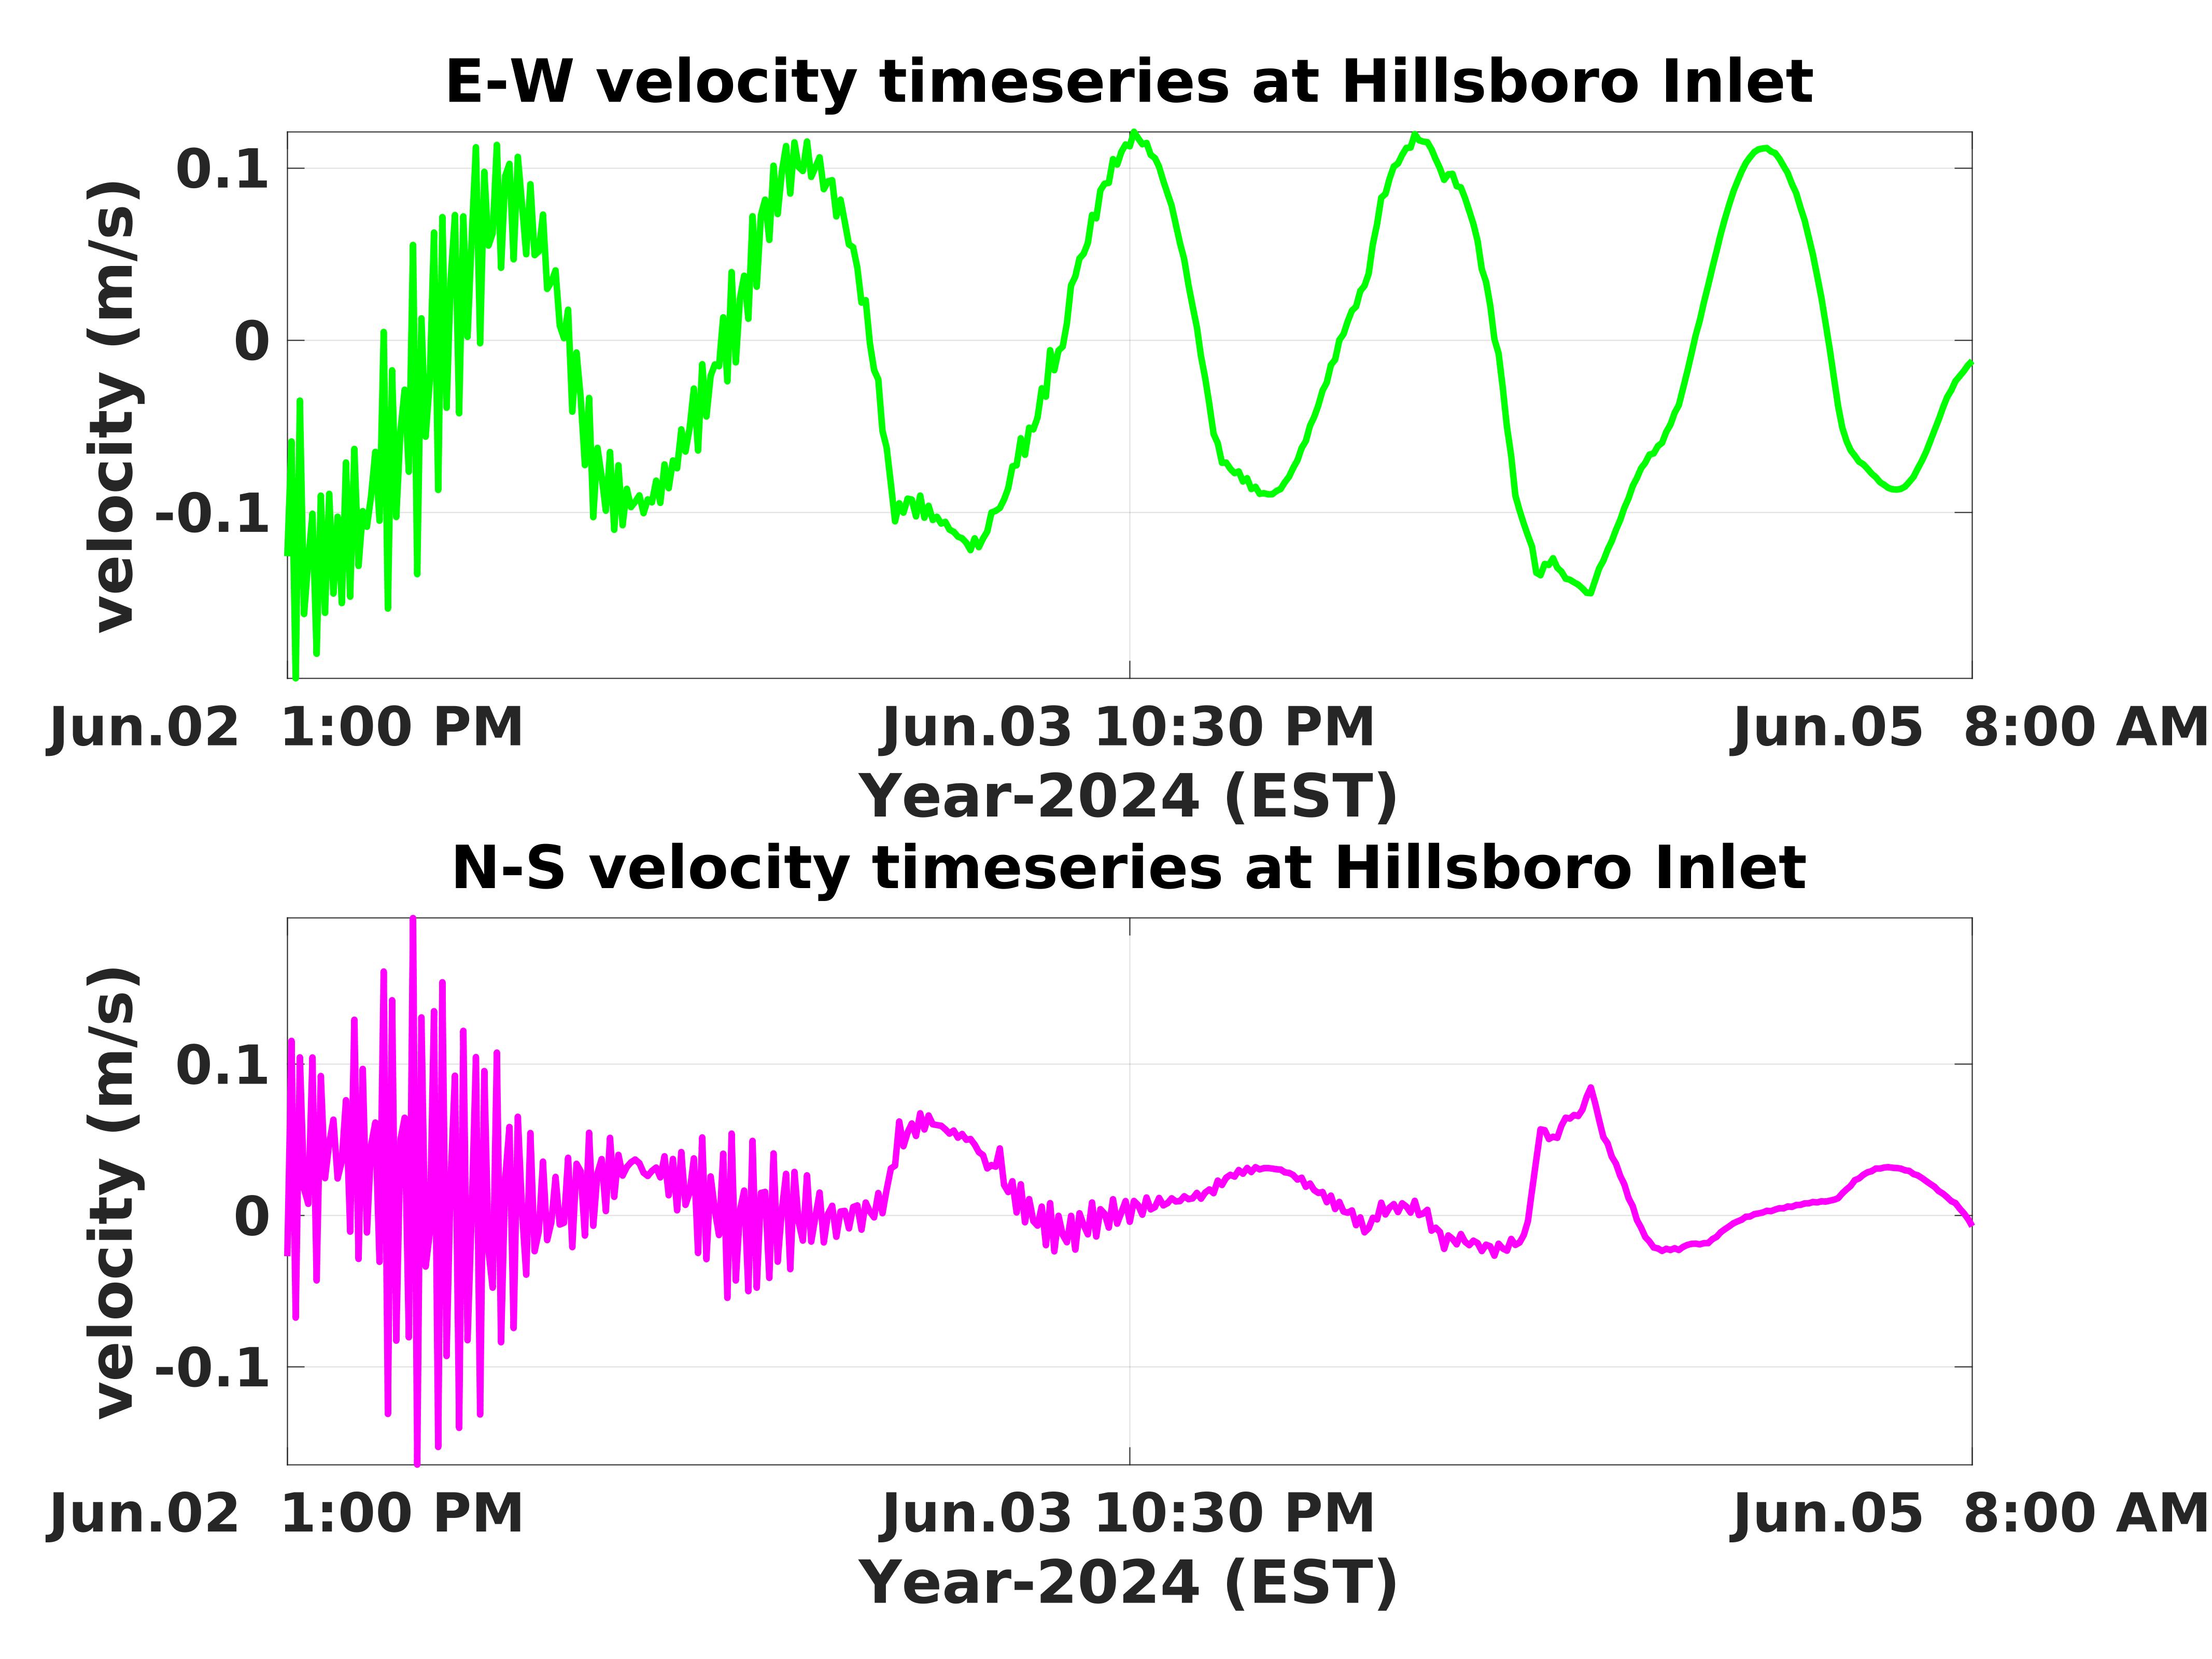 E-W velocity timeseries at Hillsboro Inlet
velocity (m/s)
0.1
0
-0.1
Jun.02  1:00 PM
Jun.03 10:30 PM
Jun.05  8:00 AM
Year-2024 (EST)
N-S velocity timeseries at Hillsboro Inlet
velocity (m/s)
0.1
0
-0.1
Jun.02  1:00 PM
Jun.03 10:30 PM
Jun.05  8:00 AM
Year-2024 (EST)